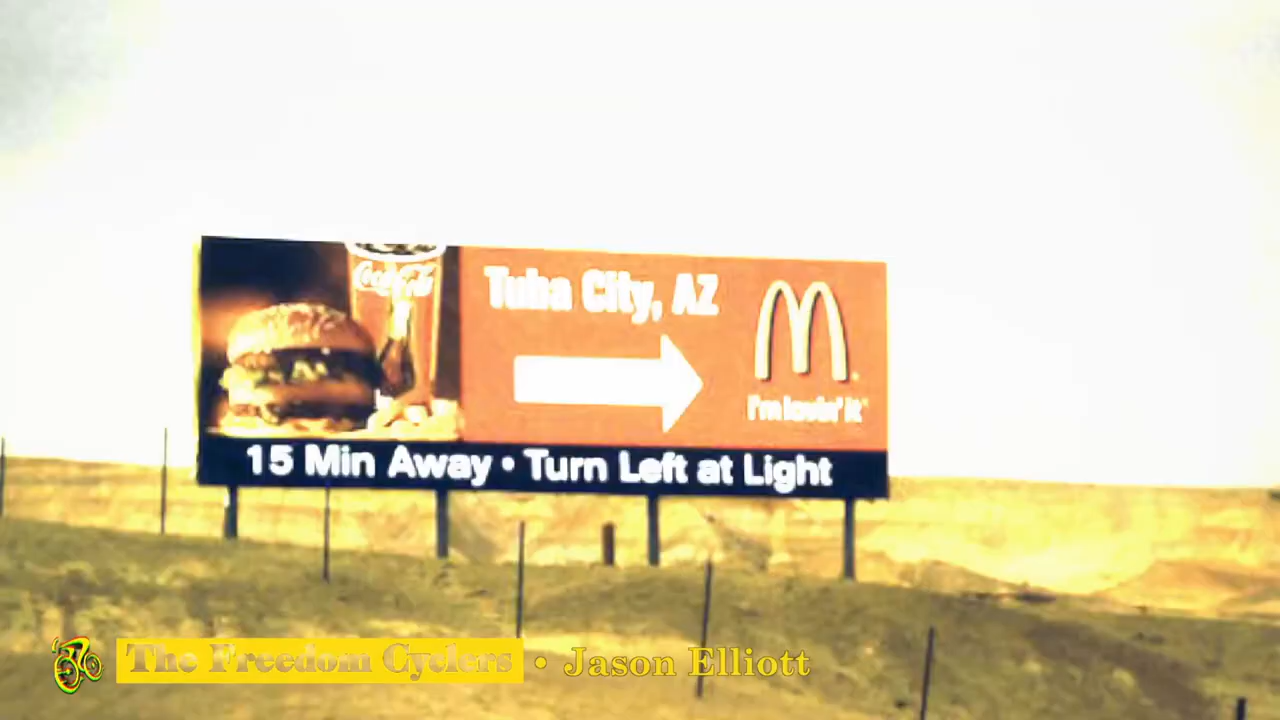 Coca-Cola
Tuba City, AZ
I'm lovin' it
15 Min Away • Turn Left at Light
The Freedom Cyclers • Jason Elliott